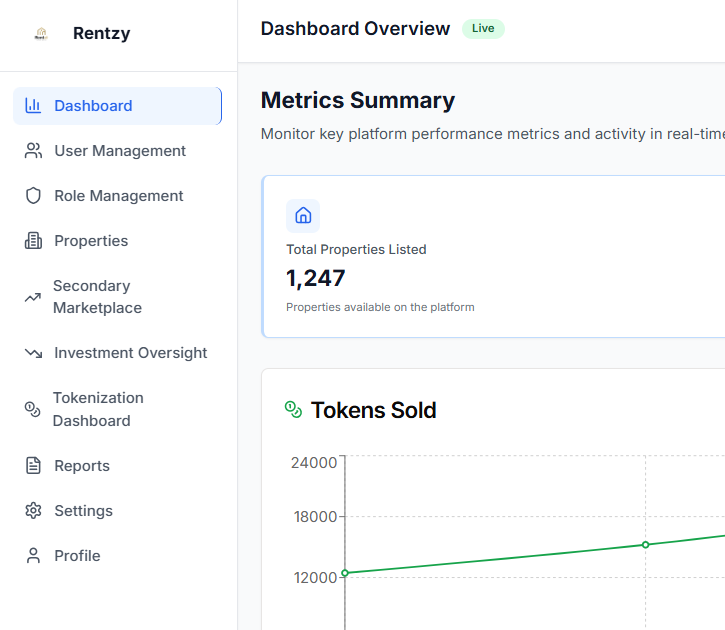 Rentzy
Dashboard
User Management
Role Management
Properties
Secondary
Marketplace
Investment Oversight
Tokenization
Dashboard
Reports
Settings
Profile
Dashboard Overview
Live
Metrics Summary
Monitor key platform performance metrics and activity in real-time
Total Properties Listed
1,247
Properties available on the platform
Tokens Sold
24000
18000
12000